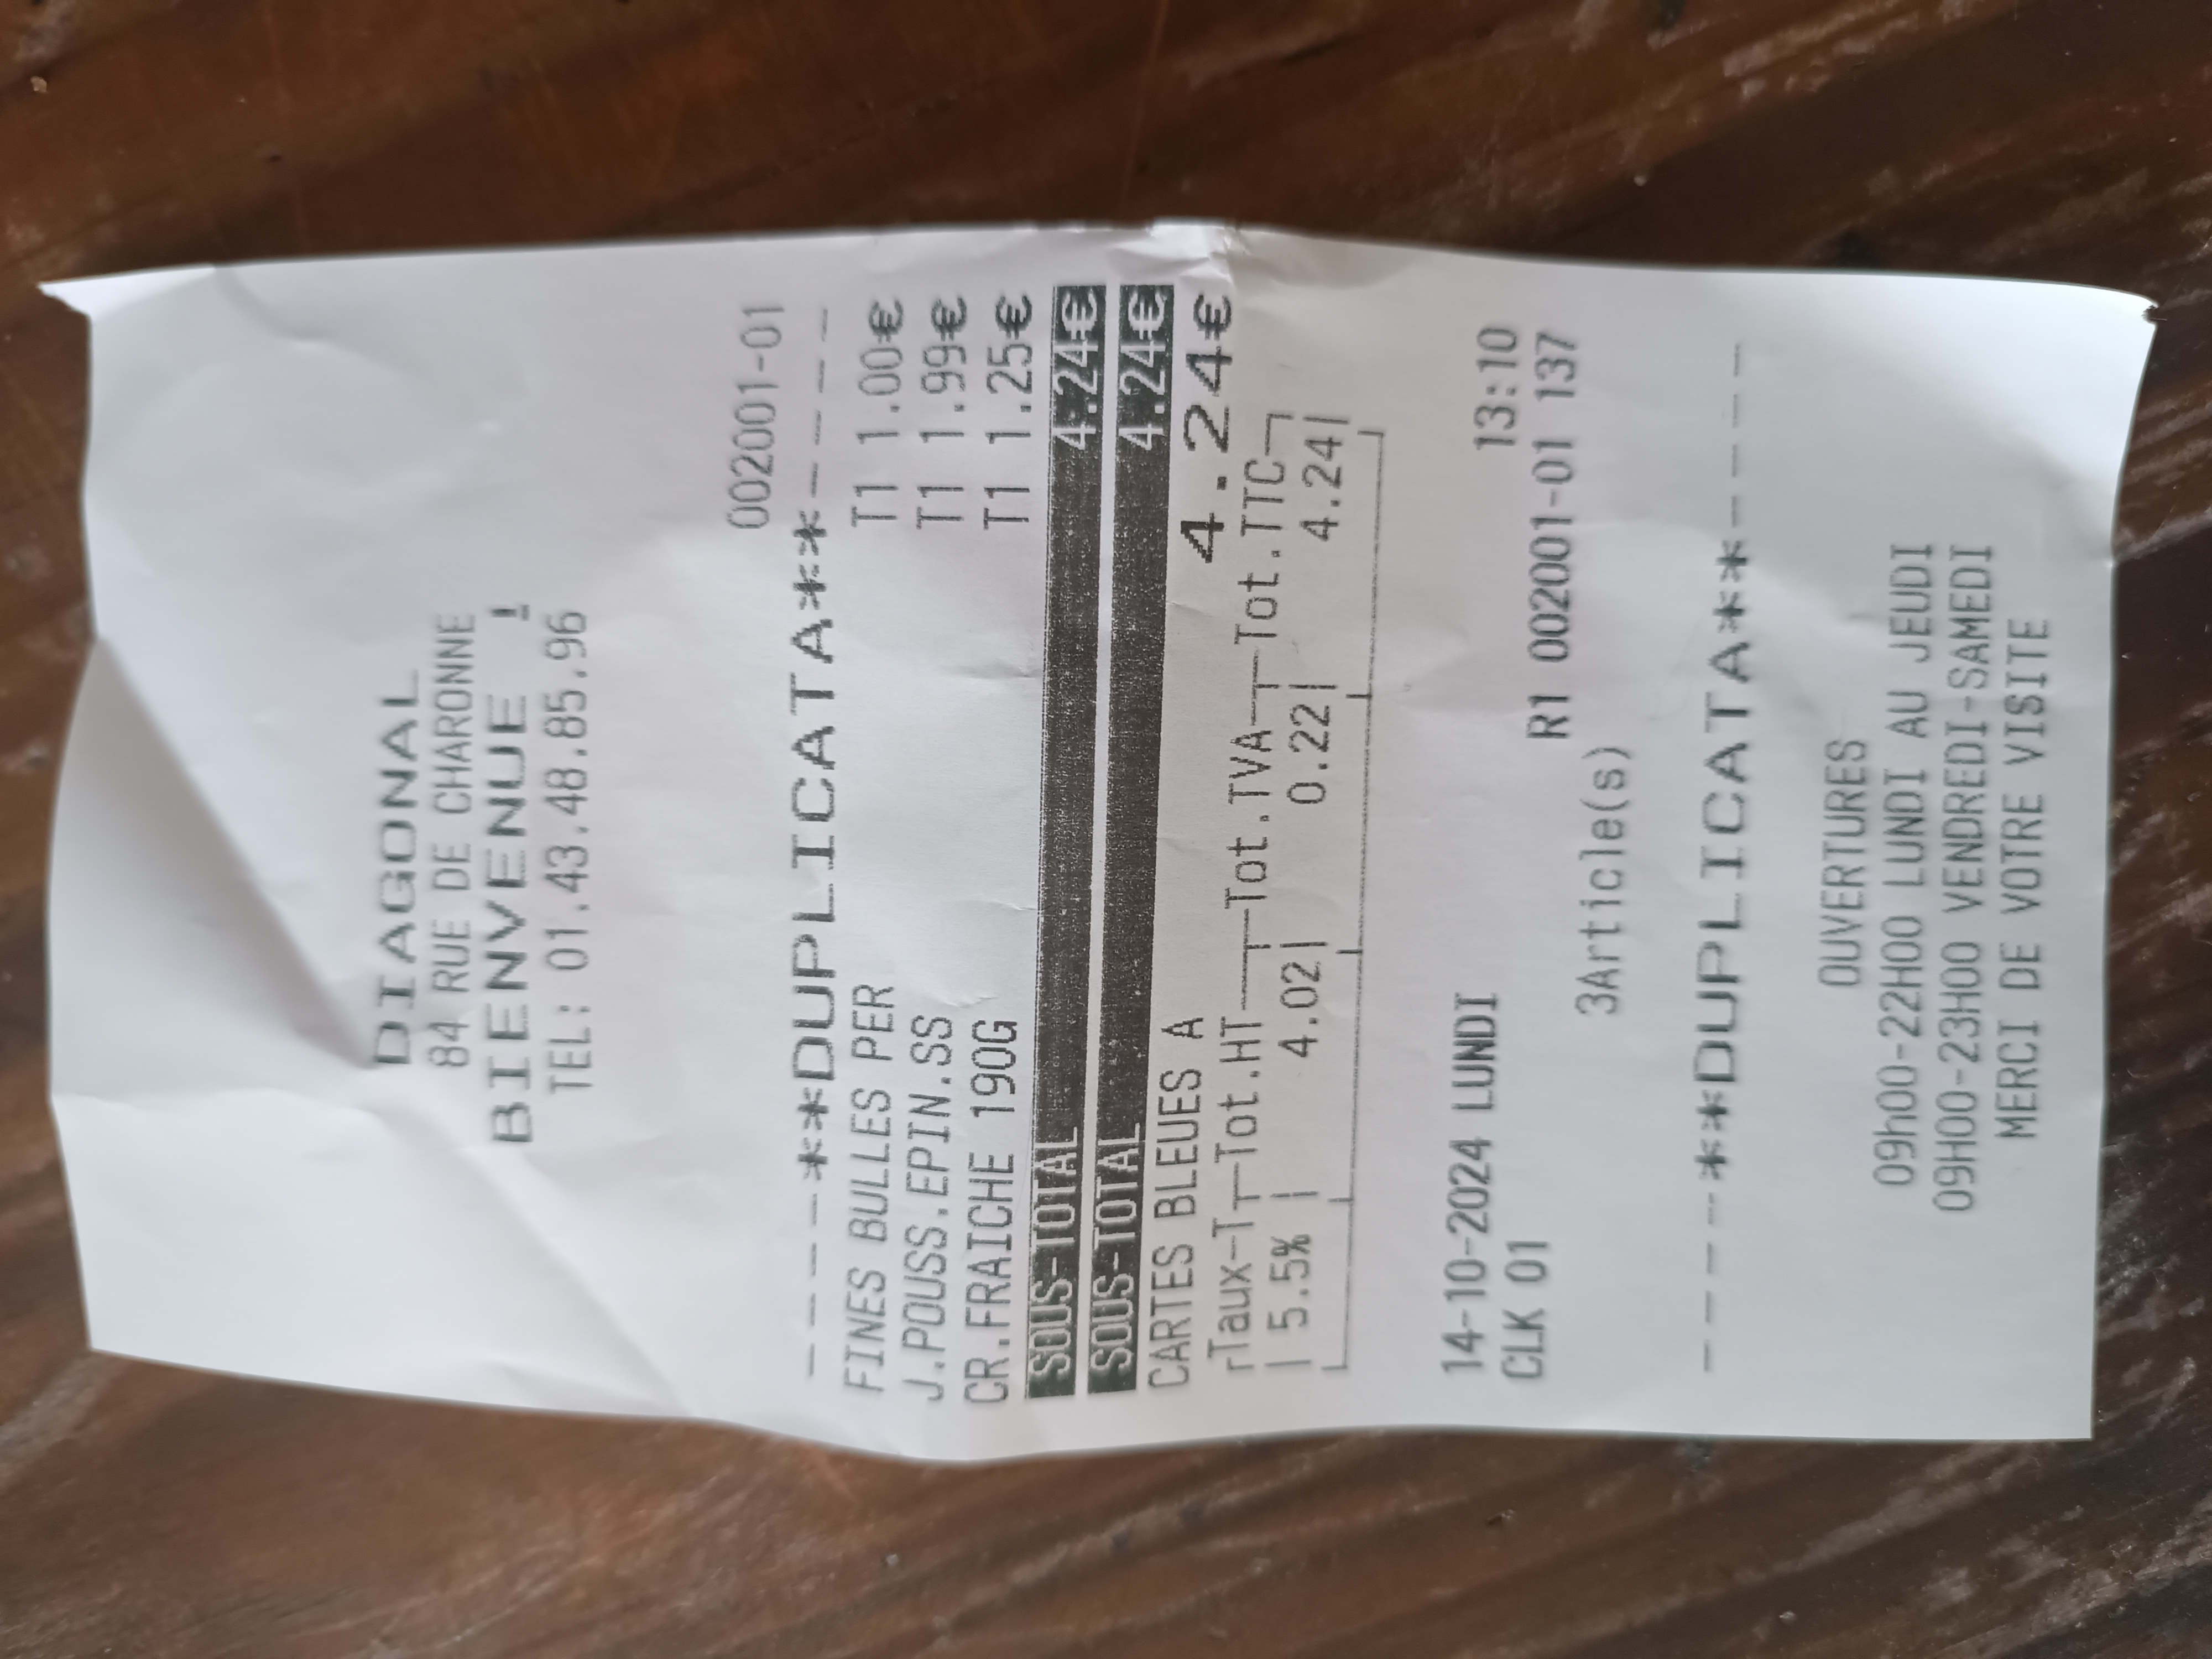 DIAGONAL
84 RUE DE CHARONNE
BIENVENUE !
TEL: 01.43.48.85.96
002001-01
-----***DUPLICATA***-----
FINES BULLES PER T1 1.00€
J.POUSS.EPIN.SS T1 1.99€
CR.FRAICHE 190G T1 1.25€
SOUS-TOTAL 4.24€
SOUS-TOTAL 4.24€
CARTES BLEUES A 4.24€
Taux-T Tot.HT Tot.TVA Tot.TTC
5.5% 4.02 0.22 4.24
14-10-2024 LUNDI 13:10
CLK 01 R1 002001-01 137
3Article(s)
-----***DUPLICATA***-----
OUVERTURES
09h00-22H00 LUNDI AU JEUDI
09H00-23H00 VENDREDI-SAMEDI
MERCI DE VOTRE VISITE